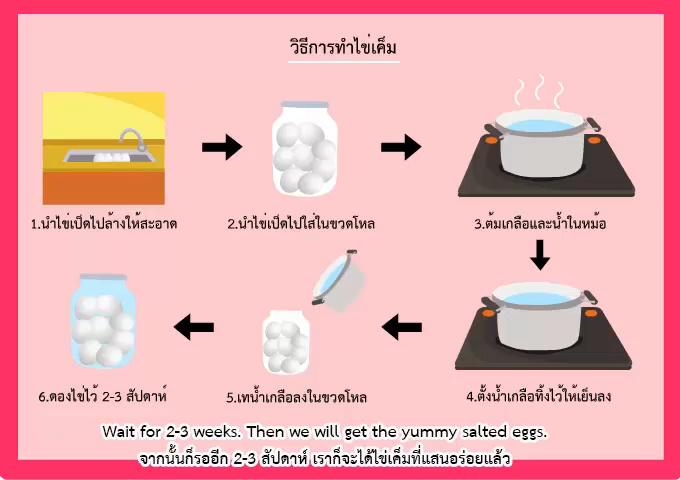 วิธีการทำไข่เค็ม
1.นำไข่เป็ดไปล้างให้สะอาด
2.นำไข่เป็ดไปใส่ในขวดโหล
3.ต้มเกลือและน้ำในหม้อ
4.ตั้งน้ำเกลือทิ้งไว้ให้เย็นลง
5.เทน้ำเกลือลงในขวดโหล
6.ดองไข่ไว้ 2-3 สัปดาห์
Wait for 2-3 weeks. Then we will get the yummy salted eggs.
จากนั้นก็รออีก 2-3 สัปดาห์ เราก็จะได้ไข่เค็มที่แสนอร่อยแล้ว